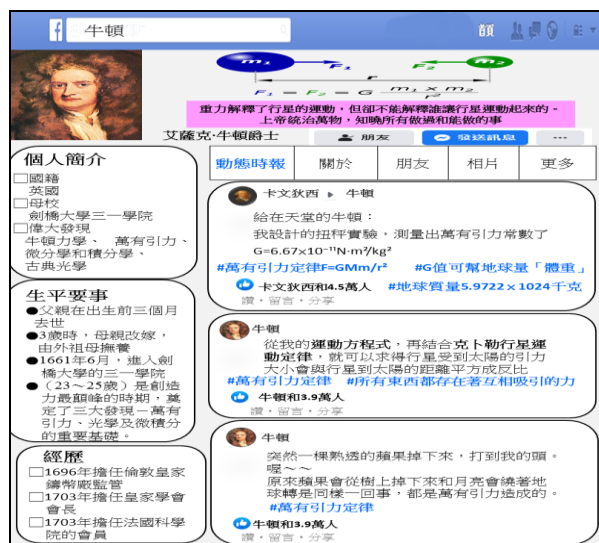 牛頓
m₁
m₂
F₁
F₂
r
F₁ = F₂ = G m₁ x m₂ / r²
重力解釋了行星的運動，但卻不能解釋誰讓行星運動起來的-
上帝統治萬物，知曉所有做過和能做的事
艾薩克·牛頓爵士
朋友
發送訊息
動態時報
關於
朋友
相片
更多
個人簡介
□國籍
英國
□母校
劍橋大學三一學院
□偉大發現
牛頓力學、萬有引力、
微分學和積分學、
古典光學
生平要事
●父親在出生前三個月
去世
●3歲時，母親改嫁，
由外祖母撫養
●1661年6月，進入劍
橋大學的三一學院
●（23～25歲）是創造
力最顛峰的時期，奠
定了三大發現－萬有
引力、光學及微積分
的重要基礎。
經歷
□1696年擔任倫敦皇家
鑄幣廠監管
□1703年擔任皇家學會
會長
□1703年擔任法國科學
院的會員
卡文狄西 ▶ 牛頓
給在天堂的牛頓：
我設計的扭秤實驗，測量出萬有引力常數了
G=6.67x10⁻¹¹N·m²/kg²
#萬有引力定律F=GMm/r² #G值可幫地球量「體重」
卡文狄西和4.5萬人 #地球質量5.9722x1024千克
讚·留言·分享
牛頓
從我的運動方程式，再結合克卜勒行星運
動定律，就可以求得行星受到太陽的引力
大小會與行星到太陽的距離平方成反比
#萬有引力定律 #所有東西都存在著互相吸引的力
牛頓和3.9萬人
讚·留言·分享
牛頓
突然一棵熟透的蘋果掉下來，打到我的頭。
喔～～
原來蘋果會從樹上掉下來和月亮會繞著地
球轉是同樣一回事，都是萬有引力造成的。
#萬有引力定律
牛頓和3.9萬人
讚·留言·分享